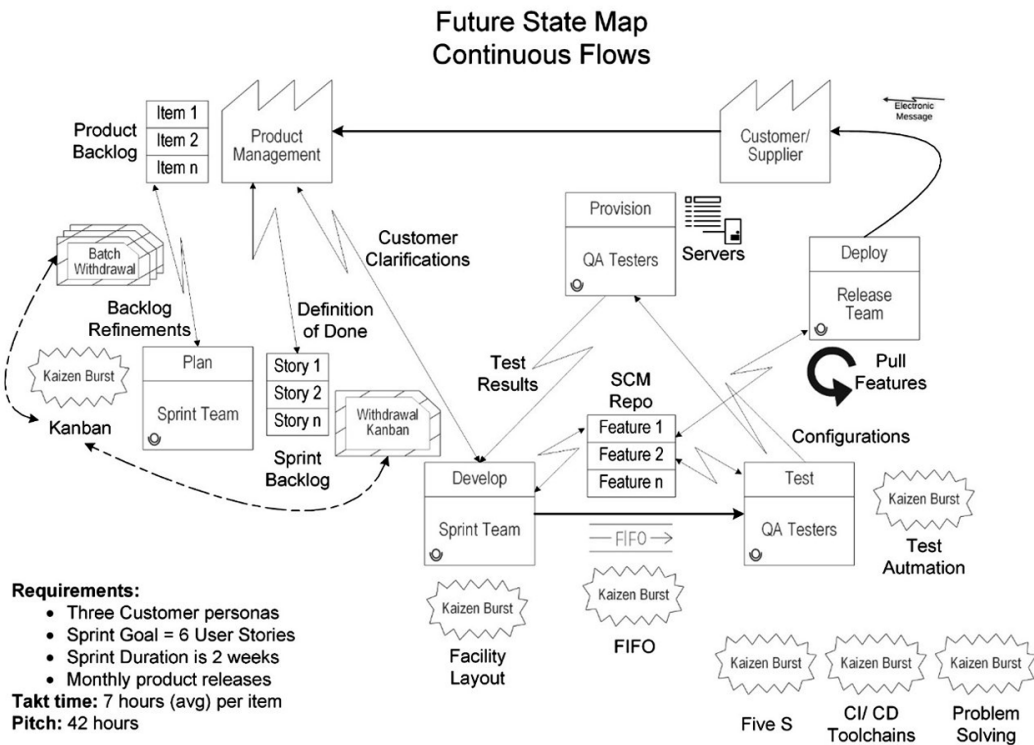 Future State Map
Continuous Flows
Product
Backlog
Item 1
Item 2
Item n
Product
Management
Customer/
Supplier
Electronic
Message
Batch
Withdrawal
Backlog
Refinements
Customer
Clarifications
Definition
of Done
Provision
QA Testers
Servers
Deploy
Release
Team
Pull
Features
Kaizen Burst
Kanban
Plan
Sprint Team
Story 1
Story 2
Story n
Sprint
Backlog
Withdrawal
Kanban
Test
Results
SCM
Repo
Feature 1
Feature 2
Feature n
Configurations
Develop
Sprint Team
FIFO
Test
QA Testers
Kaizen Burst
Test
Autmation
Kaizen Burst
Facility
Layout
Kaizen Burst
FIFO
Requirements:
• Three Customer personas
• Sprint Goal = 6 User Stories
• Sprint Duration is 2 weeks
• Monthly product releases
Takt time: 7 hours (avg) per item
Pitch: 42 hours
Kaizen Burst
Five S
Kaizen Burst
CI/ CD
Toolchains
Kaizen Burst
Problem
Solving